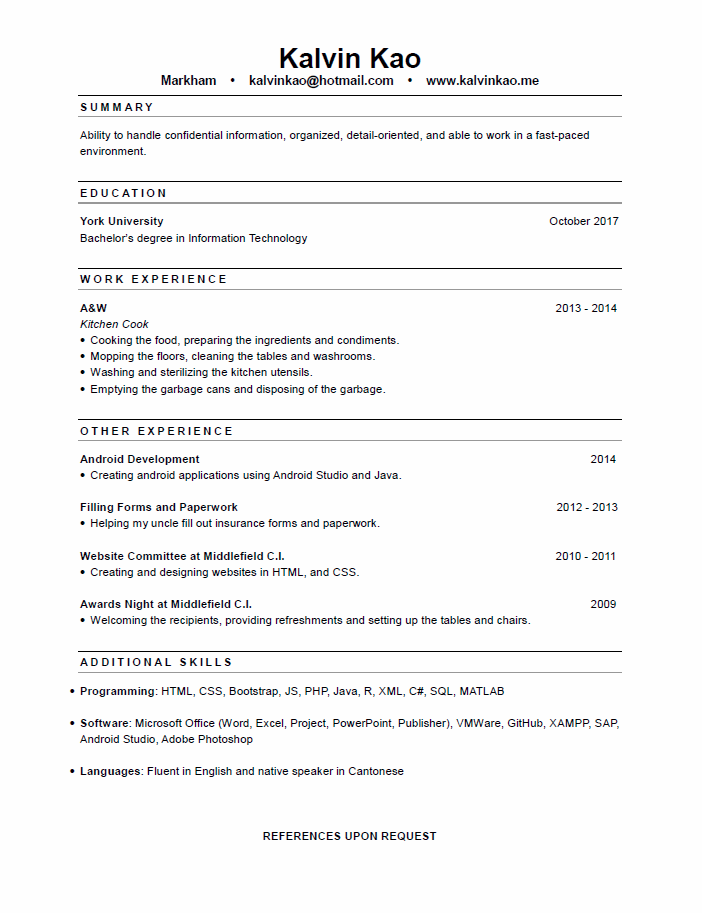 Kalvin Kao
Markham • kalvinkao@hotmail.com • www.kalvinkao.me
SUMMARY
Ability to handle confidential information, organized, detail-oriented, and able to work in a fast-paced
environment.
EDUCATION
York University October 2017
Bachelor's degree in Information Technology
WORK EXPERIENCE
A&W 2013 - 2014
Kitchen Cook
• Cooking the food, preparing the ingredients and condiments.
• Mopping the floors, cleaning the tables and washrooms.
• Washing and sterilizing the kitchen utensils.
• Emptying the garbage cans and disposing of the garbage.
OTHER EXPERIENCE
Android Development 2014
• Creating android applications using Android Studio and Java.
Filling Forms and Paperwork 2012 - 2013
• Helping my uncle fill out insurance forms and paperwork.
Website Committee at Middlefield C.I. 2010 - 2011
• Creating and designing websites in HTML, and CSS.
Awards Night at Middlefield C.I. 2009
• Welcoming the recipients, providing refreshments and setting up the tables and chairs.
ADDITIONAL SKILLS
• Programming: HTML, CSS, Bootstrap, JS, PHP, Java, R, XML, C#, SQL, MATLAB
• Software: Microsoft Office (Word, Excel, Project, PowerPoint, Publisher), VMWare, GitHub, XAMPP, SAP,
Android Studio, Adobe Photoshop
• Languages: Fluent in English and native speaker in Cantonese
REFERENCES UPON REQUEST